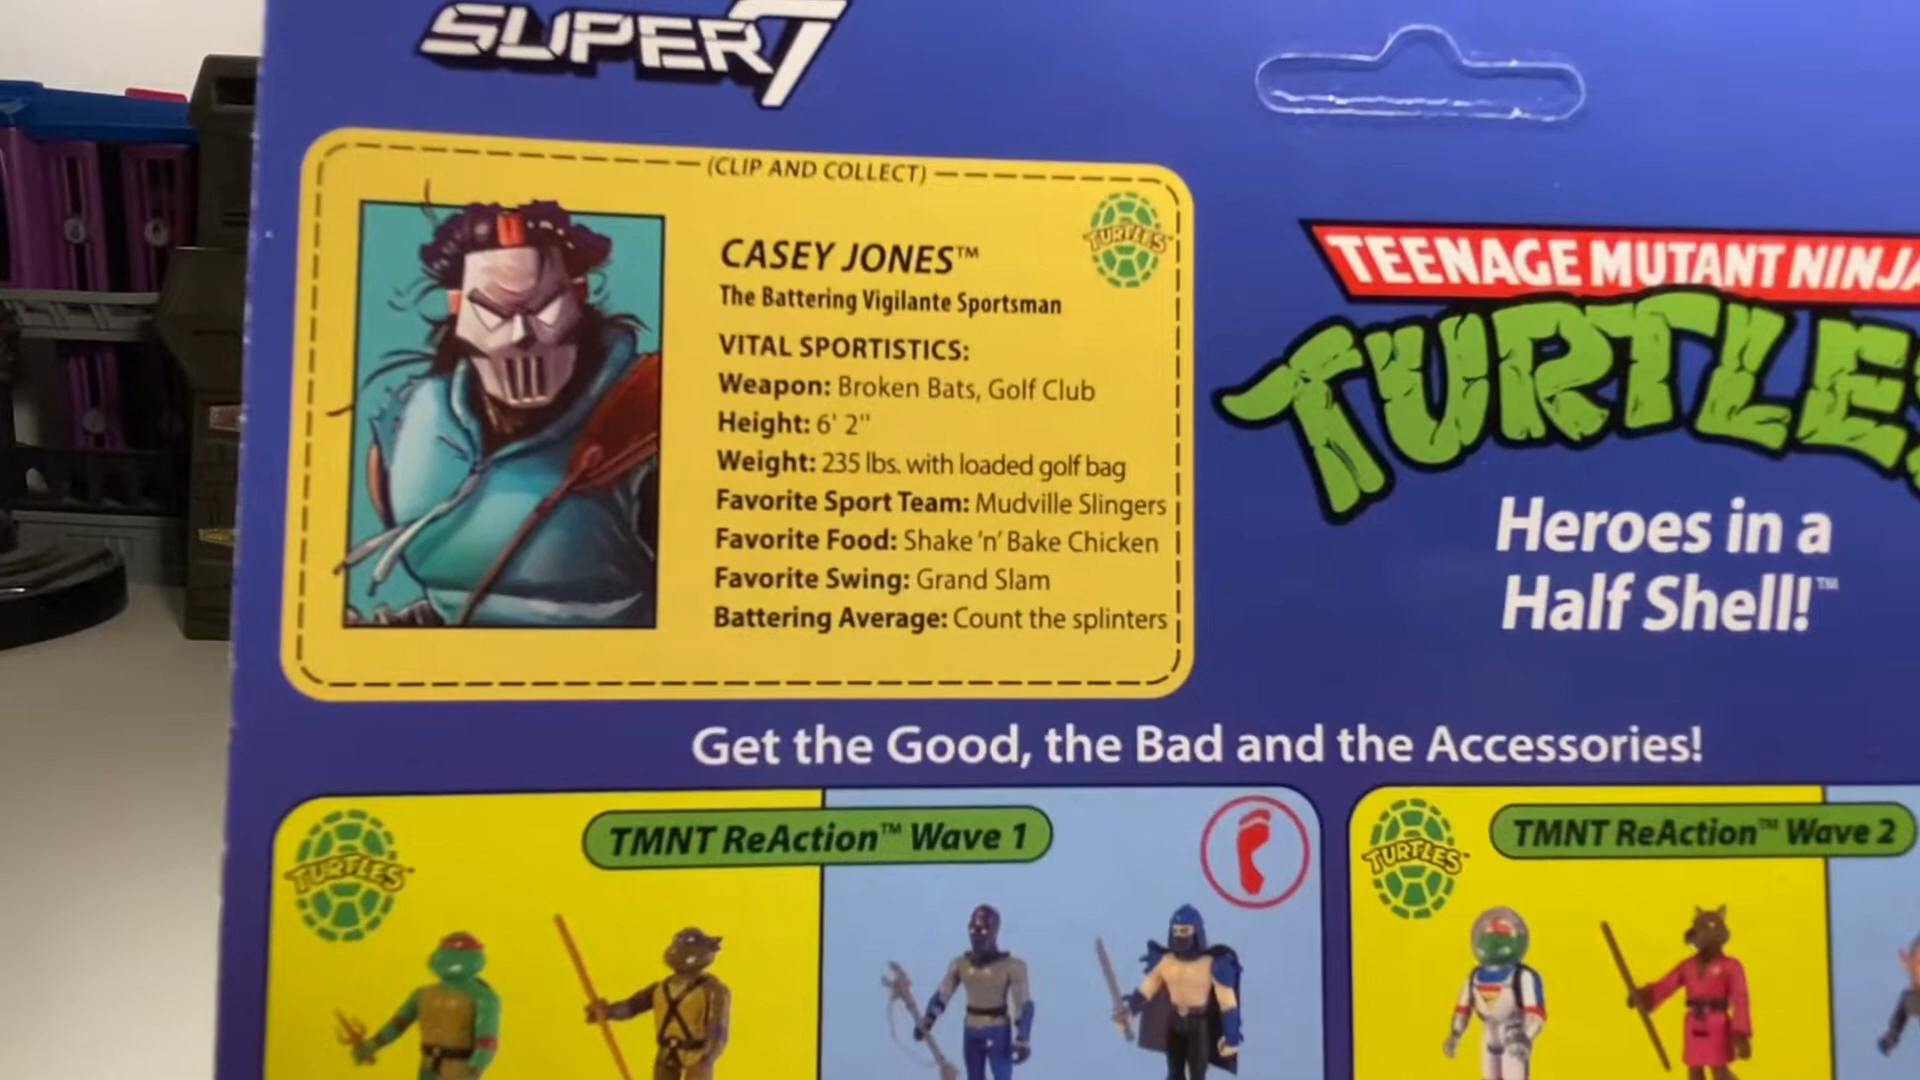 SUPER7
(CLIP AND COLLECT)
TURTLES
CASEY JONES™
The Battering Vigilante Sportsman
VITAL SPORTISTICS:
Weapon: Broken Bats, Golf Club
Height: 6' 2"
Weight: 235 lbs. with loaded golf bag
Favorite Sport Team: Mudville Slingers
Favorite Food: Shake 'n' Bake Chicken
Favorite Swing: Grand Slam
Battering Average: Count the splinters
TEENAGE MUTANT NINJA
TURTLES
Heroes in a
Half Shell!™
Get the Good, the Bad and the Accessories!
TURTLES
TMNT ReAction™ Wave 1
TURTLES
TMNT ReAction™ Wave 2